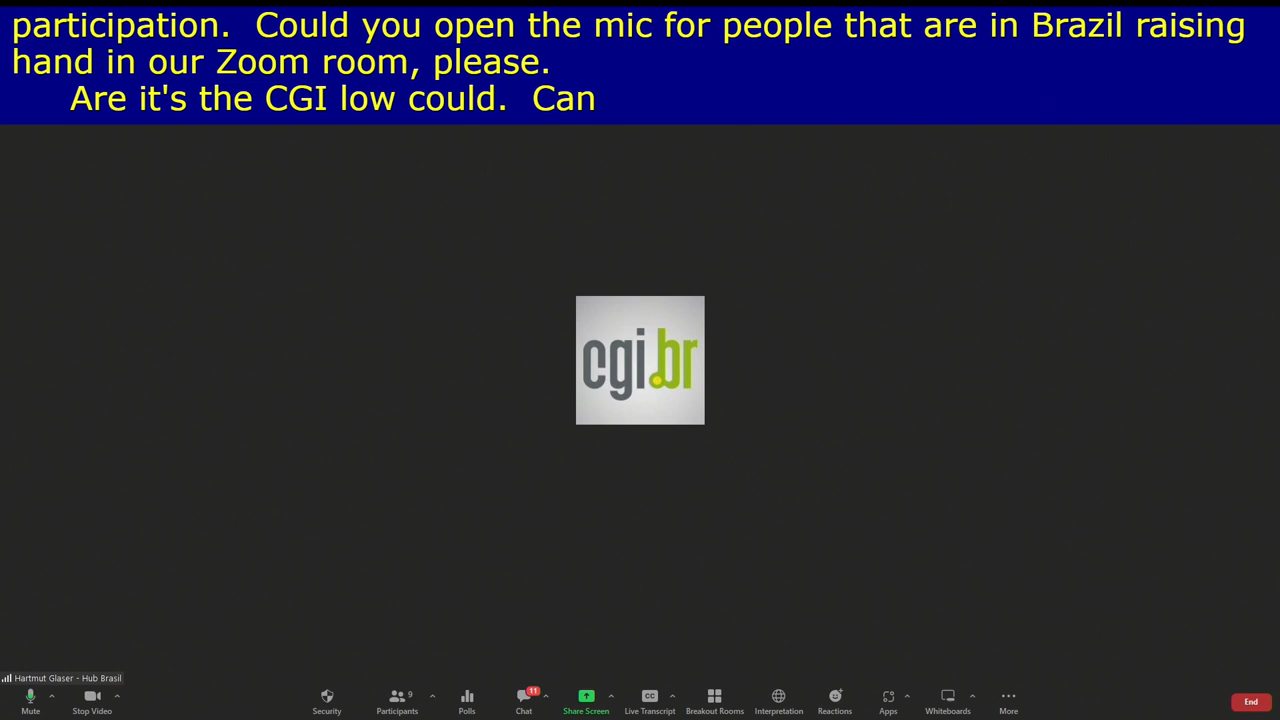 participation.  Could you open the mic for people that are in Brazil raising
hand in our Zoom room, please.
Are it's the CGI low could.  Can
cgi.br
Hartmut Glaser - Hub Brasil
9
11
Mute
Stop Video
Security
Participants
Polls
Chat
Share Screen
CC
Live Transcript
Breakout Rooms
Interpretation
Reactions
Apps
Whiteboards
More
End